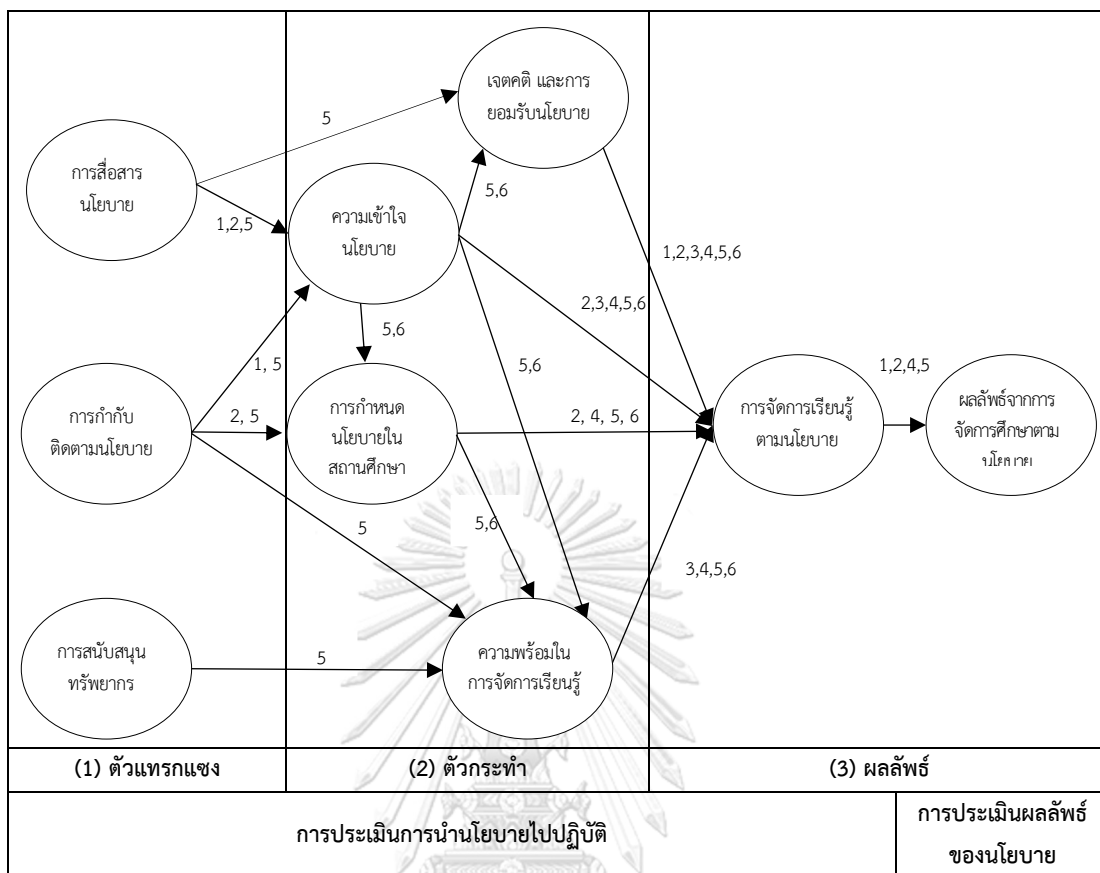 เจตคติ และการ
ยอมรับนโยบาย
5
การสื่อสาร
นโยบาย
5,6
1,2,5
ความเข้าใจ
นโยบาย
1,2,3,4,5,6
2,3,4,5,6
5,6
1, 5
5,6
1,2,4,5
การกำกับ
ติดตามนโยบาย
2, 5
การกำหนด
นโยบายใน
สถานศึกษา
2, 4, 5, 6
การจัดการเรียนรู้
ตามนโยบาย
ผลลัพธ์จากการ
จัดการศึกษาตาม
นโยบาย
5
5,6
3,4,5,6
การสนับสนุน
ทรัพยากร
5
ความพร้อมใน
การจัดการเรียนรู้
(1) ตัวแทรกแซง
(2) ตัวกระทำ
(3) ผลลัพธ์
การประเมินการนำนโยบายไปปฏิบัติ
การประเมินผลลัพธ์
ของนโยบาย